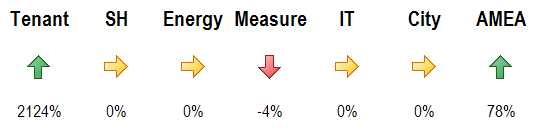 Tenant SH Energy Measure IT City AMEA
2124% 0% 0% -4% 0% 0% 78%